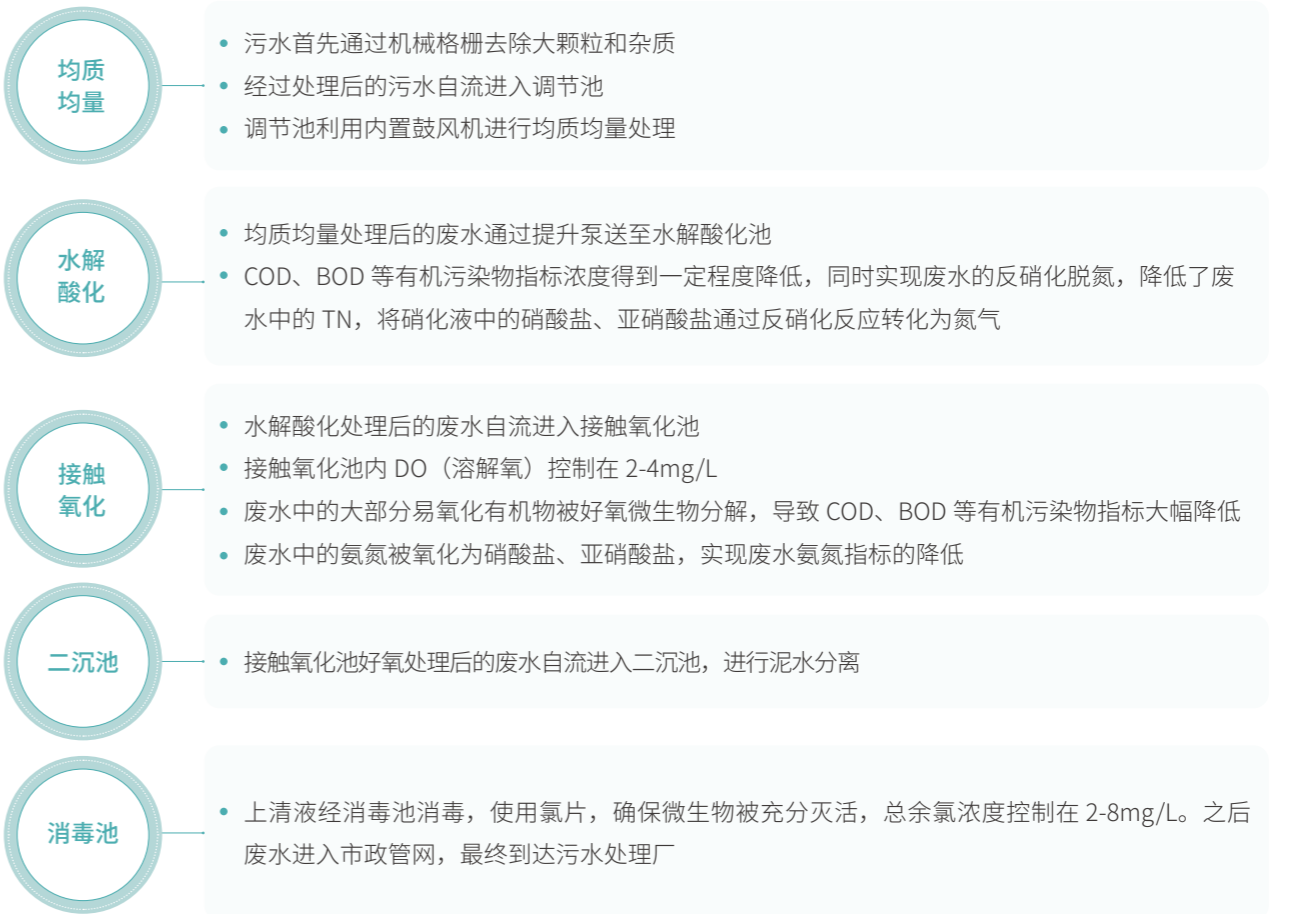 均质
均量
污水首先通过机械格栅去除大颗粒和杂质
经过处理后的污水自流进入调节池
调节池利用内置鼓风机进行均质均量处理
水解
酸化
均质均量处理后的废水通过提升泵送至水解酸化池
COD、BOD 等有机污染物指标浓度得到一定程度降低，同时实现废水的反硝化脱氮，降低了废
水中的 TN，将硝化液中的硝酸盐、亚硝酸盐通过反硝化反应转化为氮气
接触
氧化
水解酸化处理后的废水自流进入接触氧化池
接触氧化池内 DO（溶解氧）控制在 2-4mg/L
废水中的大部分易氧化有机物被好氧微生物分解，导致 COD、BOD 等有机污染物指标大幅降低
废水中的氨氮被氧化为硝酸盐、亚硝酸盐，实现废水氨氮指标的降低
二沉池
接触氧化池好氧处理后的废水自流进入二沉池，进行泥水分离
消毒池
上清液经消毒池消毒，使用氯片，确保微生物被充分灭活，总余氯浓度控制在 2-8mg/L。之后
废水进入市政管网，最终到达污水处理厂